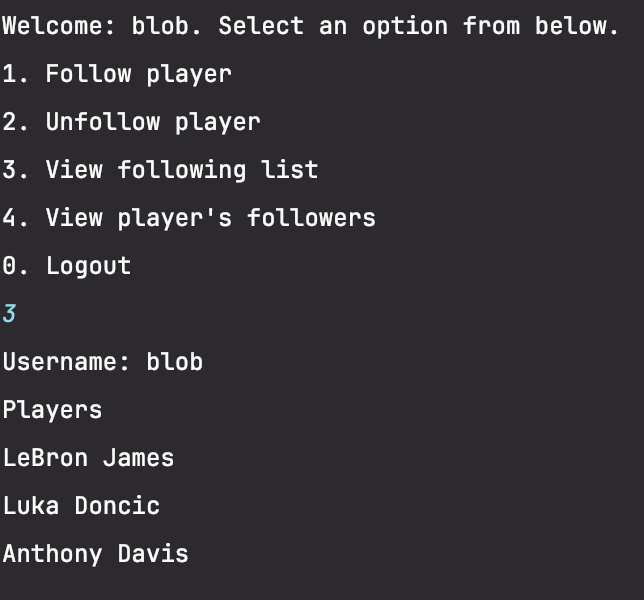 Welcome: blob. Select an option from below.
1. Follow player
2. Unfollow player
3. View following list
4. View player's followers
0. Logout
3
Username: blob
Players
LeBron James
Luka Doncic
Anthony Davis